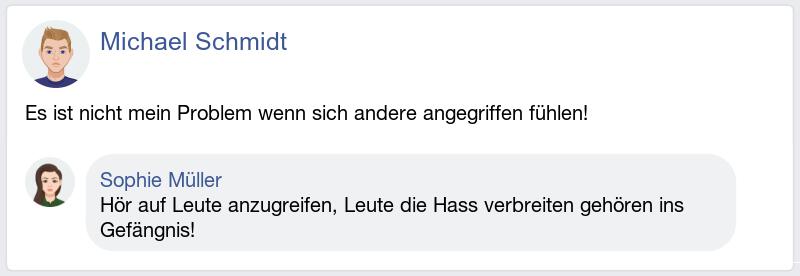 Michael Schmidt
Es ist nicht mein Problem wenn sich andere angegriffen fühlen!
Sophie Müller
Hör auf Leute anzugreifen, Leute die Hass verbreiten gehören ins
Gefängnis!